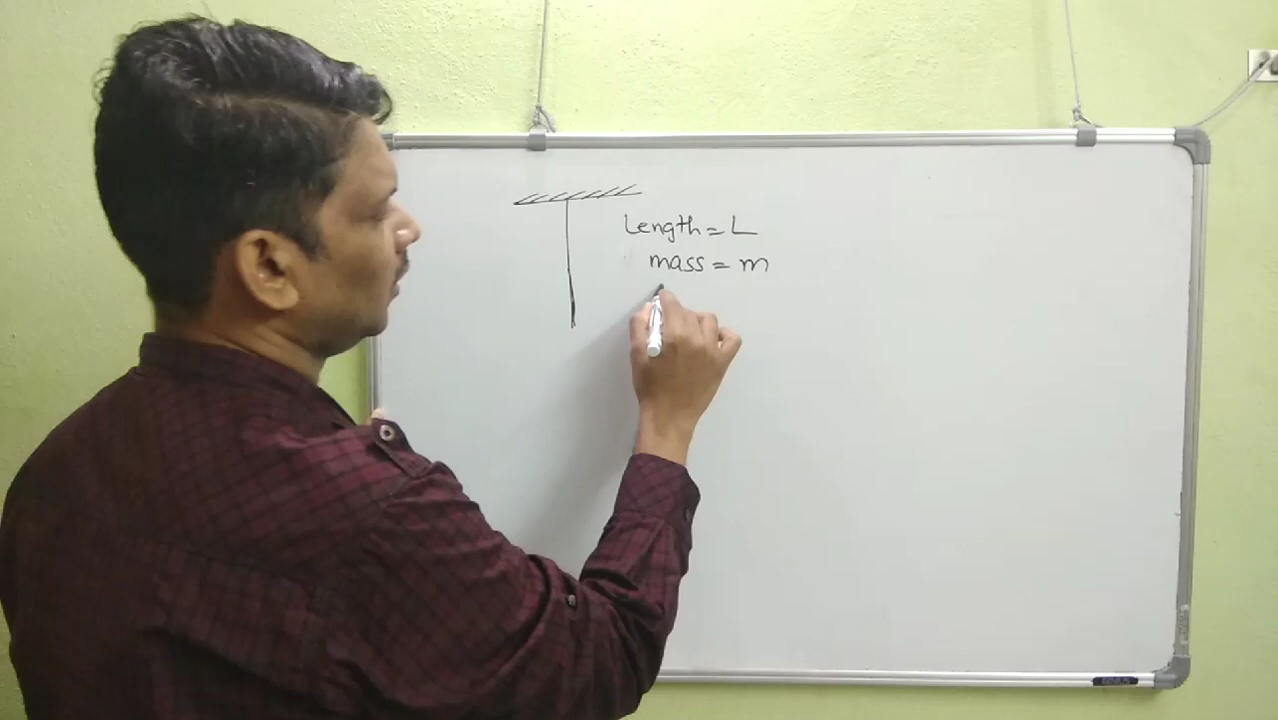 Length = L
mass = m